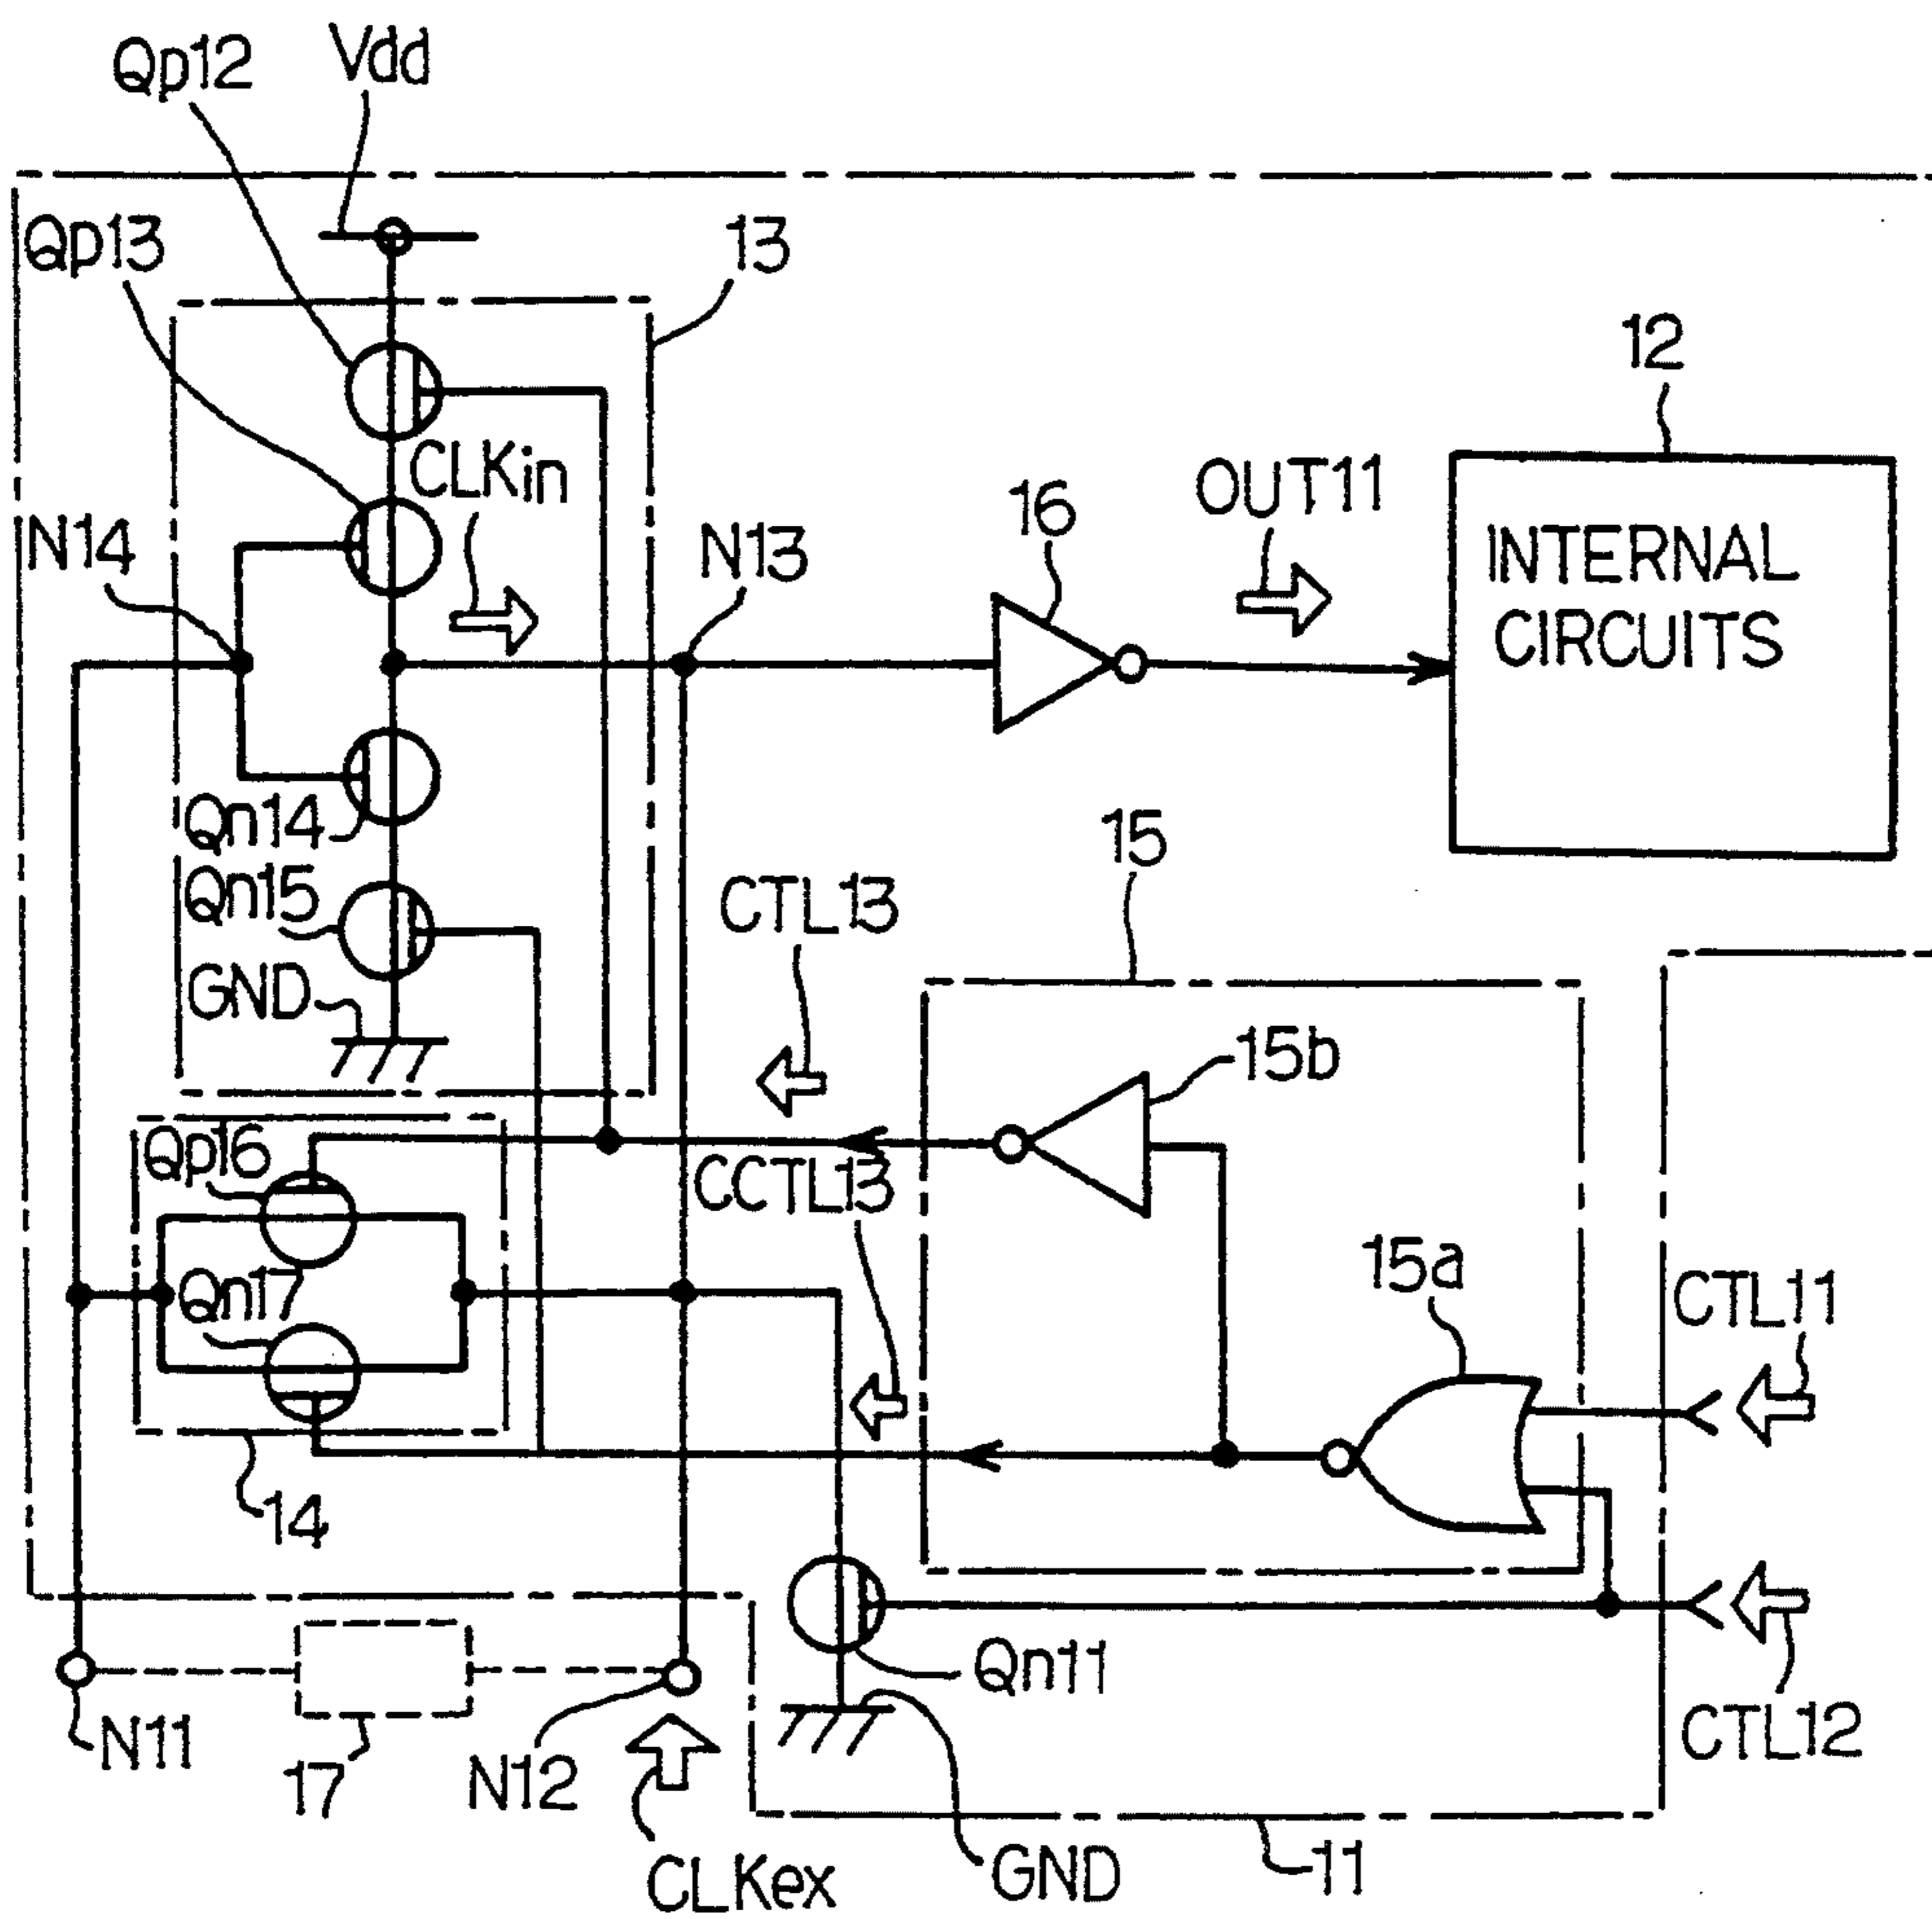 Qp12
Vdd
Qp13
13
12
CLKin
OUT11
N14
N13
16
INTERNAL
CIRCUITS
Qn14
15
Qn15
CTL13
GND
15b
Qp16
CCTL13
15a
Qn17
CTL11
14
Qn11
N11
17
N12
CTL12
CLKex
GND
11